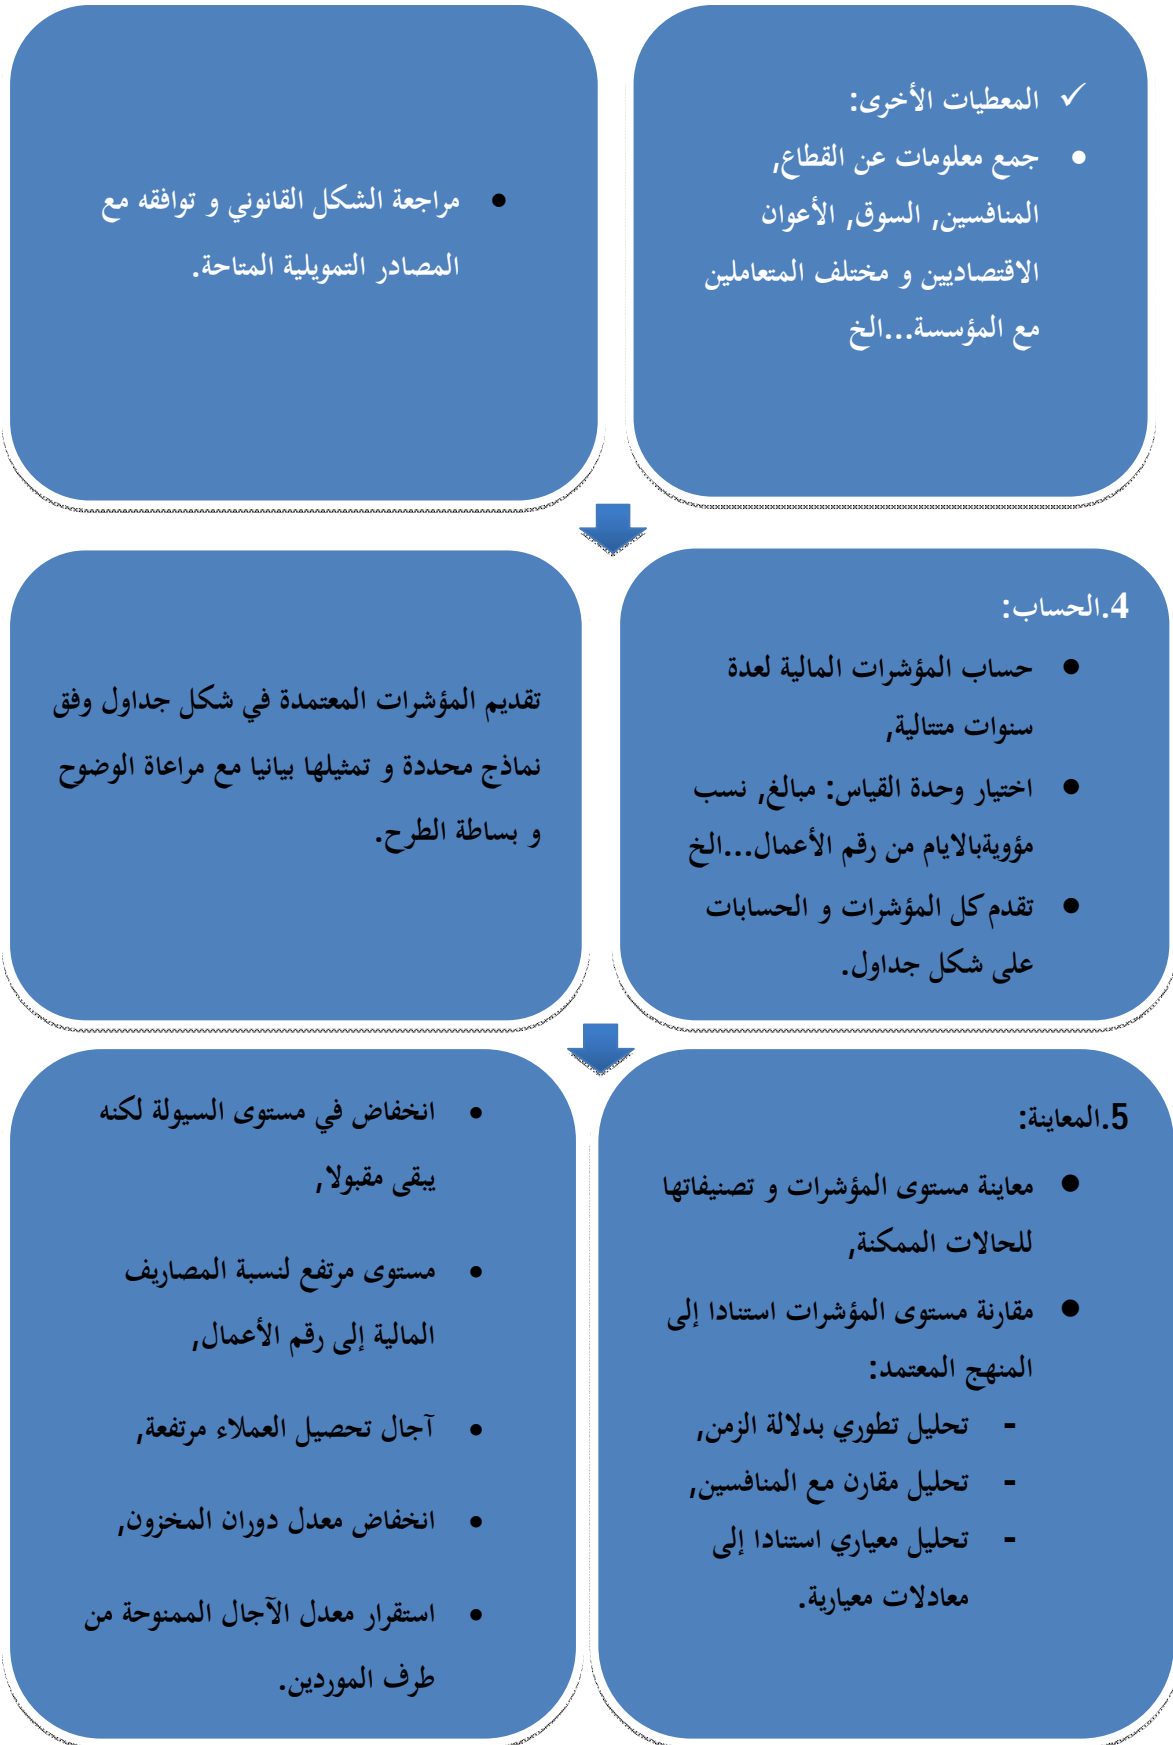 ✓ المعطيات الأخرى:
• جمع معلومات عن القطاع,
المنافسين, السوق, الأعوان
الاقتصاديين و مختلف المتعاملين
مع المؤسسة...الخ
• مراجعة الشكل القانوني و توافقه مع
المصادر التمويلية المتاحة.
4.الحساب:
• حساب المؤشرات المالية لعدة
سنوات متتالية,
• اختيار وحدة القياس: مبالغ, نسب
مؤويةبالايام من رقم الأعمال...الخ
• تقدم كل المؤشرات و الحسابات
على شكل جداول.
تقديم المؤشرات المعتمدة في شكل جداول وفق
نماذج محددة و تمثيلها بيانيا مع مراعاة الوضوح
و بساطة الطرح.
5.المعاينة:
• معاينة مستوى المؤشرات و تصنيفاتها
للحالات الممكنة,
• مقارنة مستوى المؤشرات استنادا إلى
المنهج المعتمد:
- تحليل تطوري بدلالة الزمن,
- تحليل مقارن مع المنافسين,
- تحليل معياري استنادا إلى
معادلات معيارية.
• انخفاض في مستوى السيولة لكنه
يبقى مقبولا,
• مستوى مرتفع لنسبة المصاريف
المالية إلى رقم الأعمال,
• آجال تحصيل العملاء مرتفعة,
• انخفاض معدل دوران المخزون,
• استقرار معدل الآجال الممنوحة من
طرف الموردين.